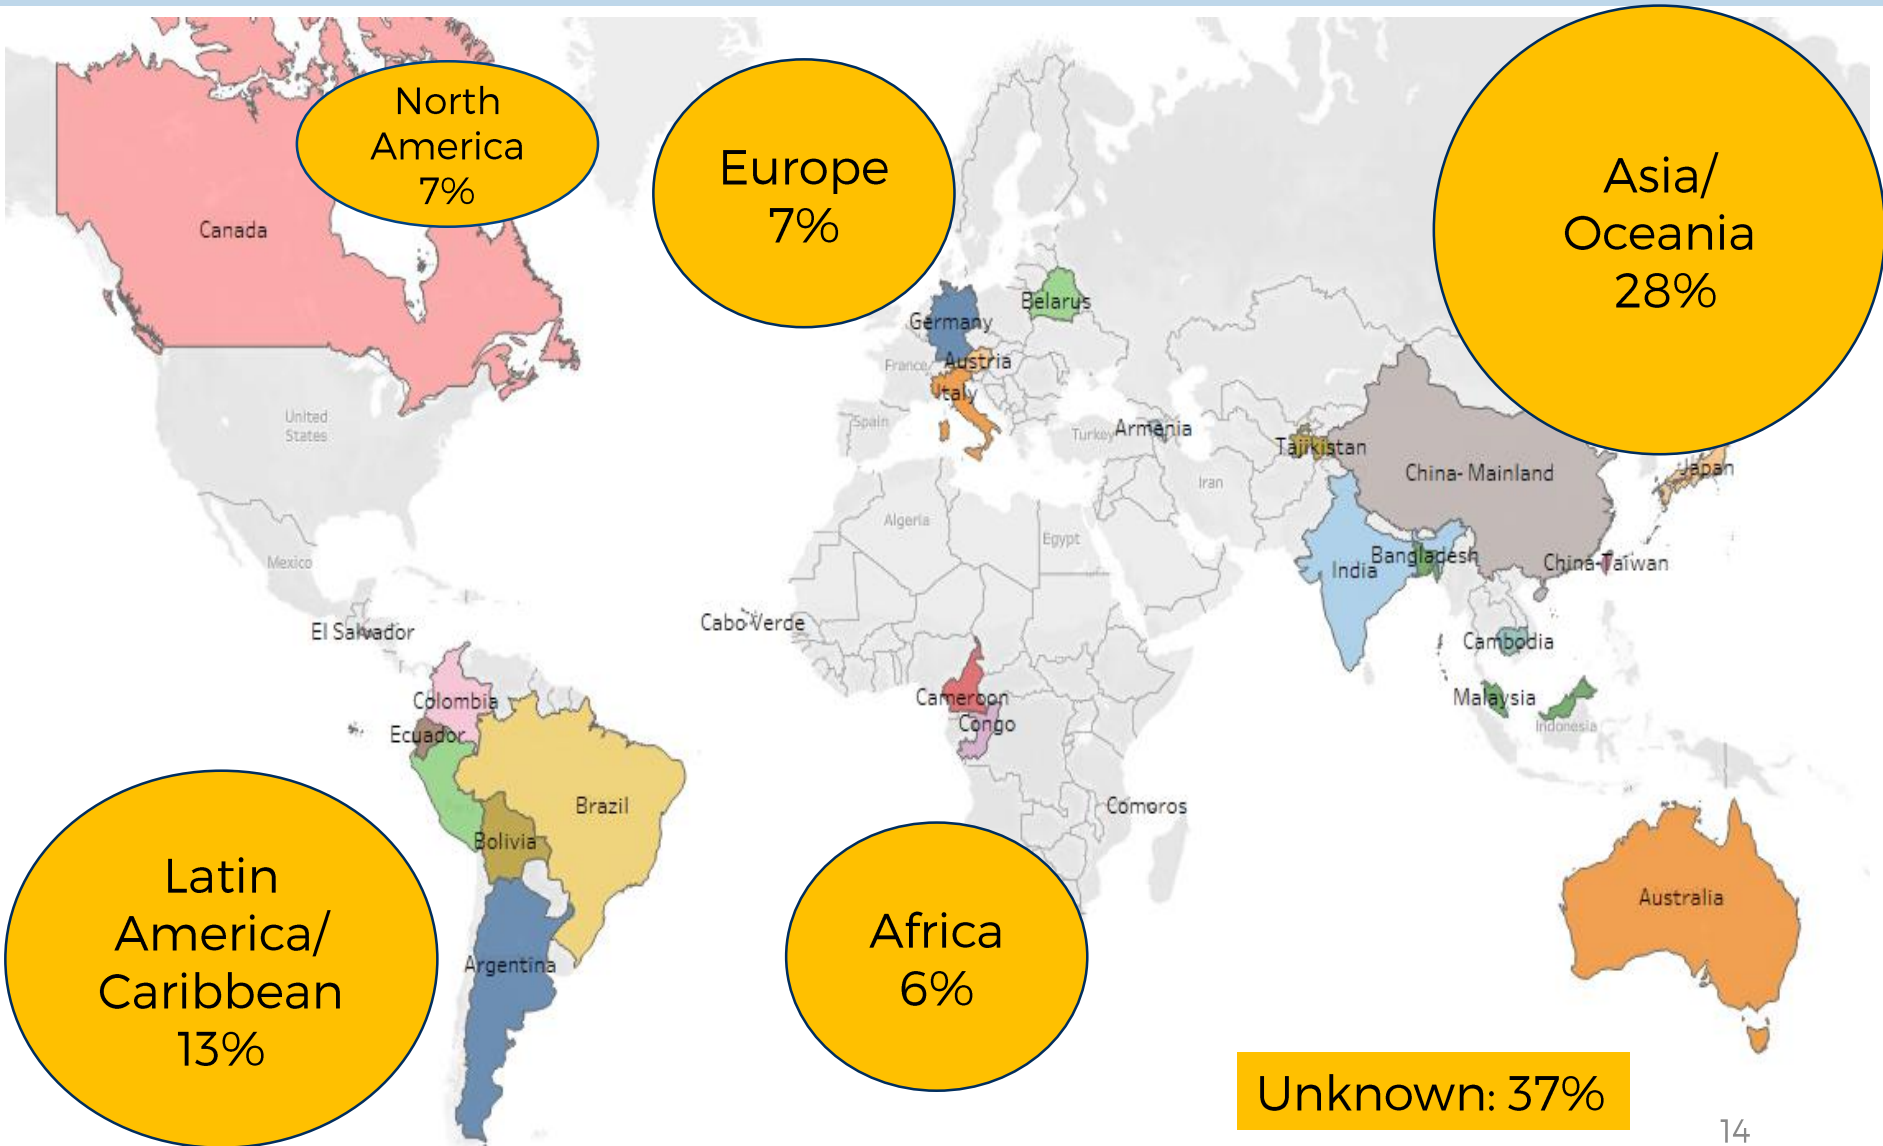 North
America
7%
Europe
7%
Asia/
Oceania
28%
Canada
Belarus
Germany
France
Austria
Italy
United
States
Spain
Turkey
Armenia
Tajikistan
China- Mainland
Japan
Iran
Algeria
Egypt
Mexico
India
Bangladesh
China-Taiwan
El Salvador
Cabo Verde
Cambodia
Colombia
Cameroon
Malaysia
Congo
Ecuador
Indonesia
Brazil
Comoros
Bolivia
Latin
America/
Caribbean
13%
Africa
6%
Australia
Argentina
Unknown: 37%
14